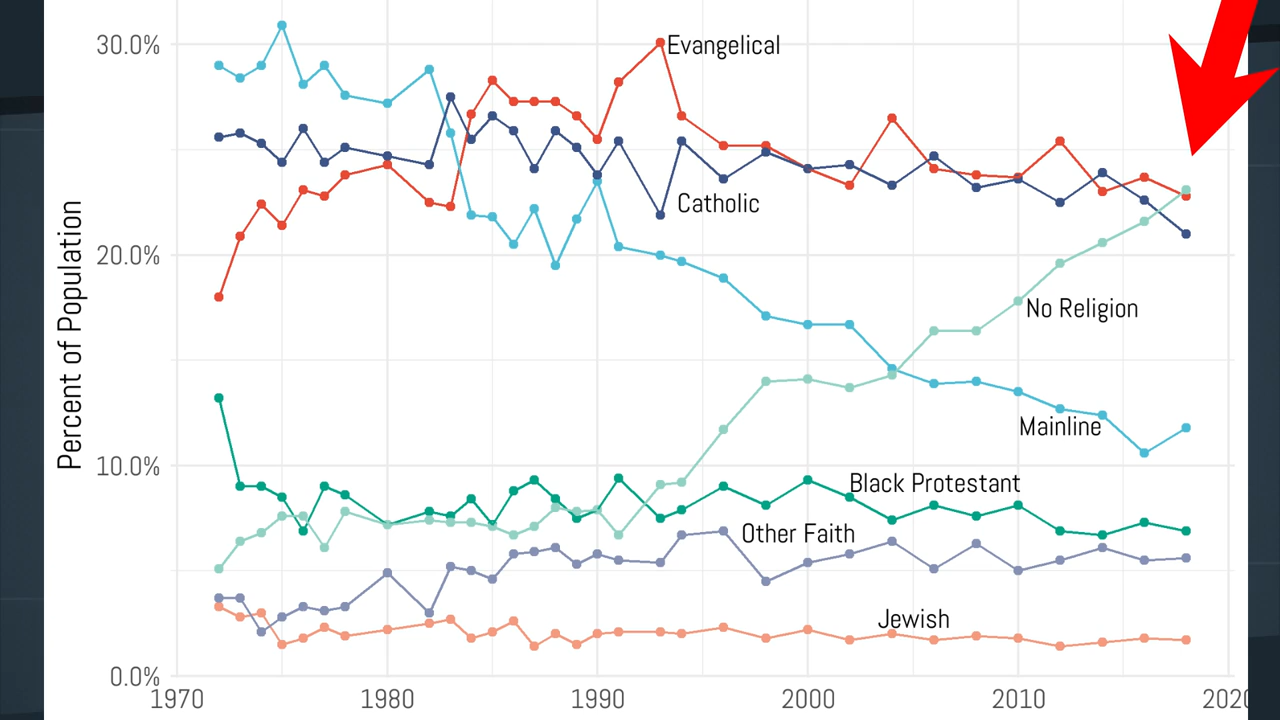 30.0%
Evangelical
Catholic
20.0%
No Religion
Mainline
10.0%
Black Protestant
Other Faith
Jewish
0.0%
Percent of Population
1970 1980 1990 2000 2010 2020